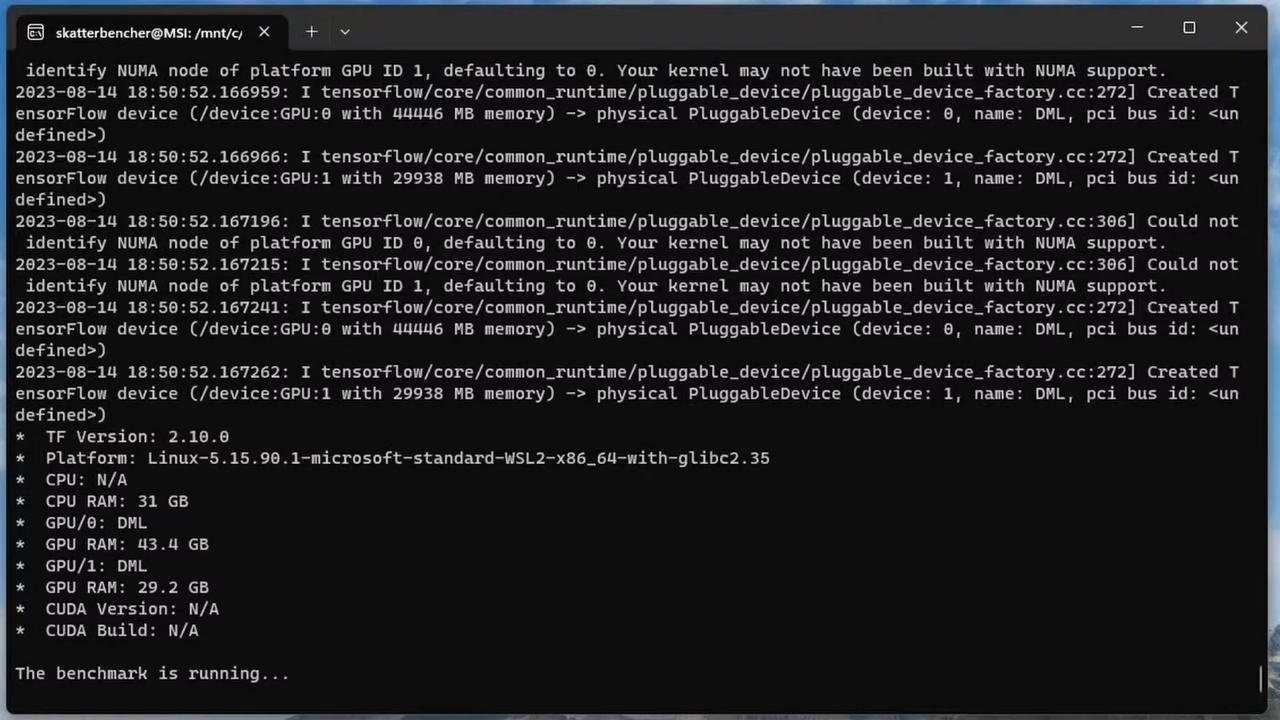 skatterbencher@MSI: /mnt/c/
identify NUMA node of platform GPU ID 1, defaulting to 0. Your kernel may not have been built with NUMA support.
2023-08-14 18:50:52.166959: I tensorflow/core/common_runtime/pluggable_device/pluggable_device_factory.cc:272] Created T
ensorFlow device (/device:GPU:0 with 44446 MB memory) -> physical PluggableDevice (device: 0, name: DML, pci bus id: <un
defined>)
2023-08-14 18:50:52.166966: I tensorflow/core/common_runtime/pluggable_device/pluggable_device_factory.cc:272] Created T
ensorFlow device (/device:GPU:1 with 29938 MB memory) -> physical PluggableDevice (device: 1, name: DML, pci bus id: <un
defined>)
2023-08-14 18:50:52.167196: I tensorflow/core/common_runtime/pluggable_device/pluggable_device_factory.cc:306] Could not
identify NUMA node of platform GPU ID 0, defaulting to 0. Your kernel may not have been built with NUMA support.
2023-08-14 18:50:52.167215: I tensorflow/core/common_runtime/pluggable_device/pluggable_device_factory.cc:306] Could not
identify NUMA node of platform GPU ID 1, defaulting to 0. Your kernel may not have been built with NUMA support.
2023-08-14 18:50:52.167241: I tensorflow/core/common_runtime/pluggable_device/pluggable_device_factory.cc:272] Created T
ensorFlow device (/device:GPU:0 with 44446 MB memory) -> physical PluggableDevice (device: 0, name: DML, pci bus id: <un
defined>)
2023-08-14 18:50:52.167262: I tensorflow/core/common_runtime/pluggable_device/pluggable_device_factory.cc:272] Created T
ensorFlow device (/device:GPU:1 with 29938 MB memory) -> physical PluggableDevice (device: 1, name: DML, pci bus id: <un
defined>)
*  TF Version: 2.10.0
*  Platform: Linux-5.15.90.1-microsoft-standard-WSL2-x86_64-with-glibc2.35
*  CPU: N/A
*  CPU RAM: 31 GB
*  GPU/0: DML
*  GPU RAM: 43.4 GB
*  GPU/1: DML
*  GPU RAM: 29.2 GB
*  CUDA Version: N/A
*  CUDA Build: N/A
The benchmark is running...